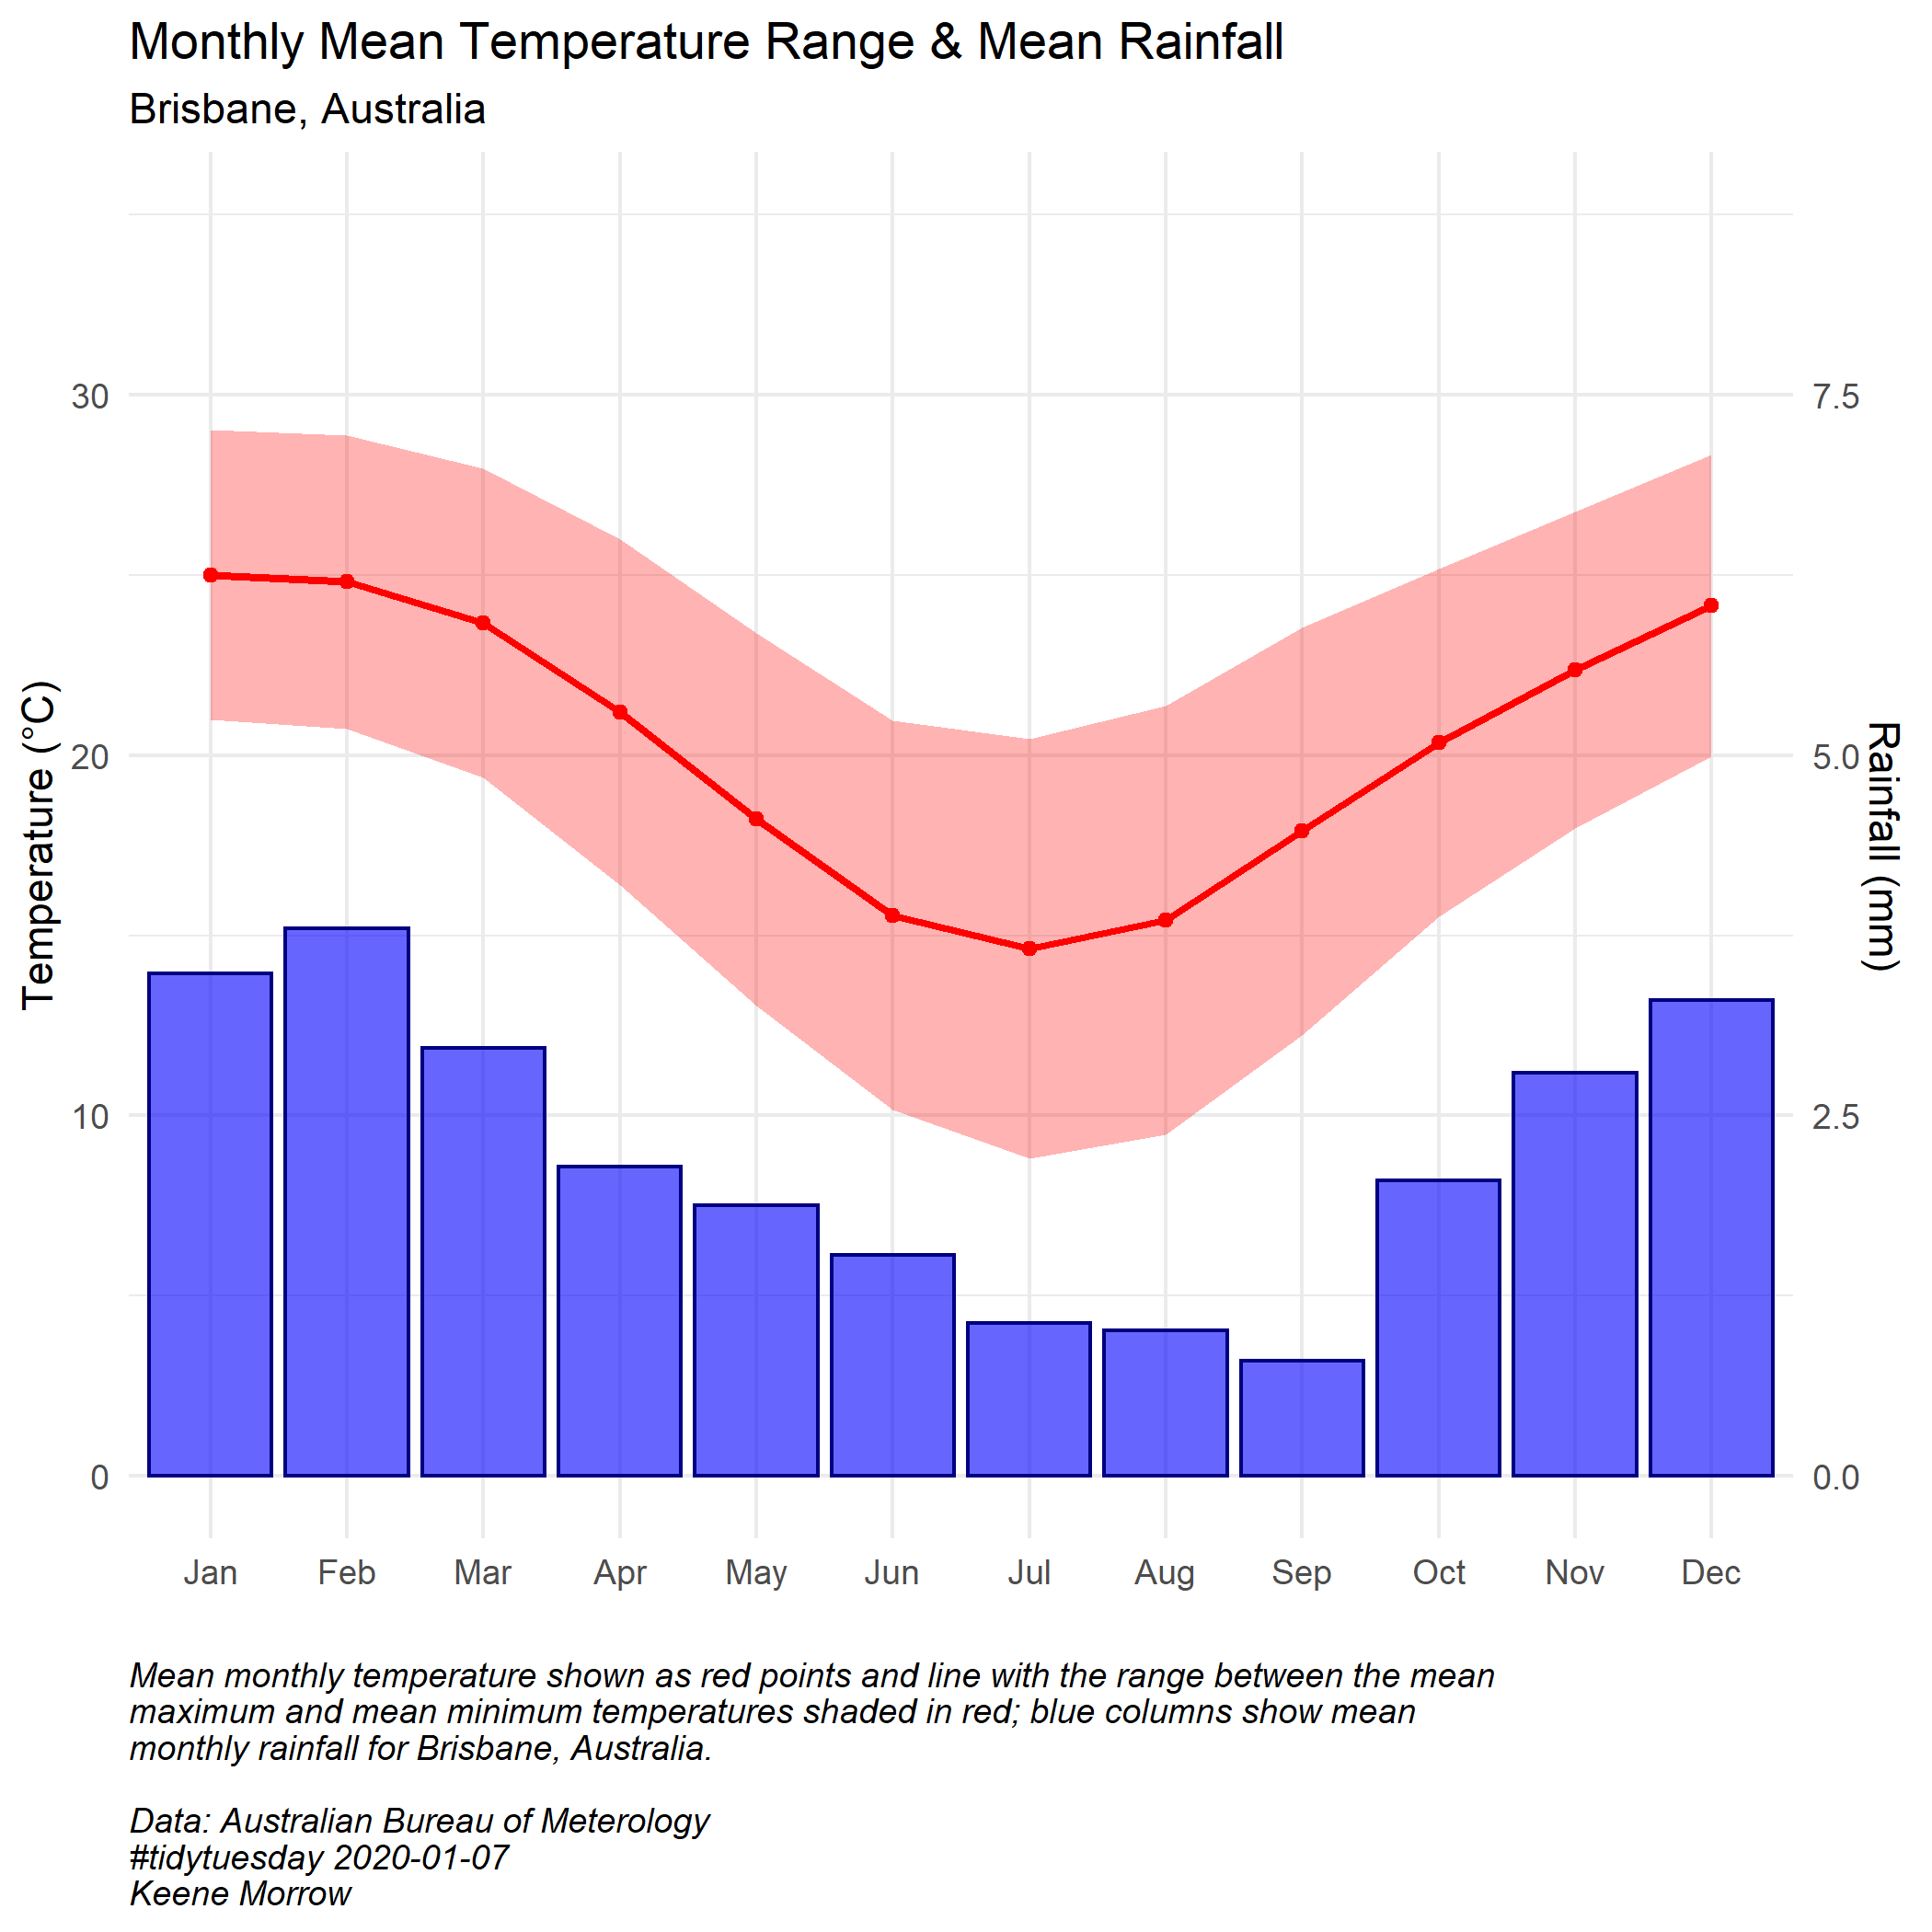 Monthly Mean Temperature Range & Mean Rainfall
Brisbane, Australia
Temperature (°C)
30
20
10
0
7.5
5.0
2.5
0.0
Rainfall (mm)
Jan Feb Mar Apr May Jun Jul Aug Sep Oct Nov Dec
Mean monthly temperature shown as red points and line with the range between the mean
maximum and mean minimum temperatures shaded in red; blue columns show mean
monthly rainfall for Brisbane, Australia.
Data: Australian Bureau of Meterology
#tidytuesday 2020-01-07
Keene Morrow